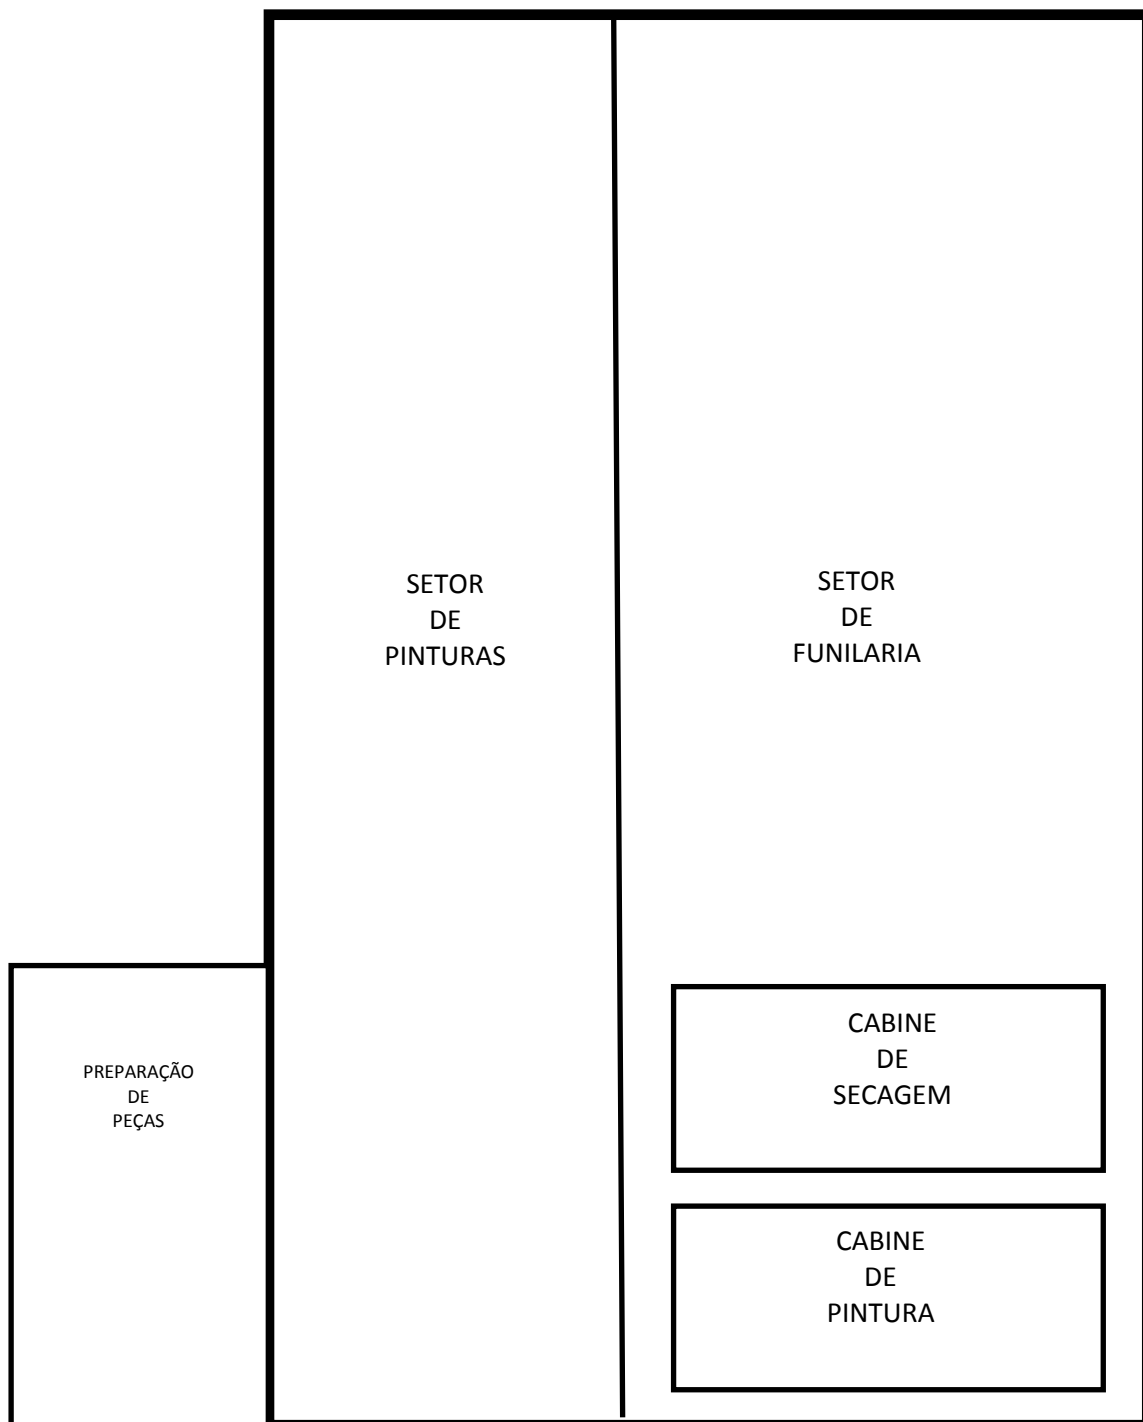 SETOR
DE
PINTURAS
SETOR
DE
FUNILARIA
PREPARAÇÃO
DE
PEÇAS
CABINE
DE
SECAGEM
CABINE
DE
PINTURA